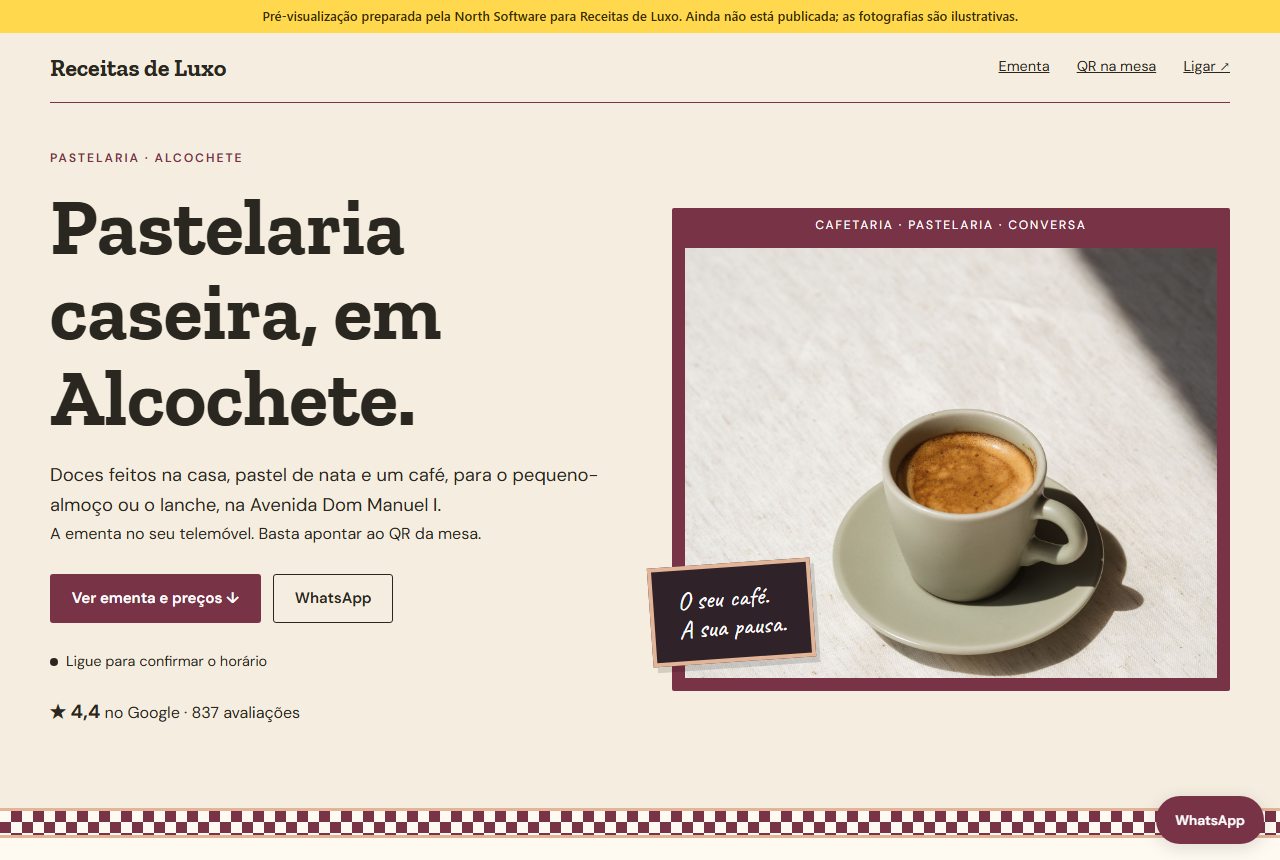 Pré-visualização preparada pela North Software para Receitas de Luxo. Ainda não está publicada; as fotografias são ilustrativas.
Receitas de Luxo
Ementa
QR na mesa
Ligar ↗
PASTELARIA · ALCOCHETE
Pastelaria
caseira, em
Alcochete.
Doces feitos na casa, pastel de nata e um café, para o pequeno-
almoço ou o lanche, na Avenida Dom Manuel I.
A ementa no seu telemóvel. Basta apontar ao QR da mesa.
Ver ementa e preços ↓
WhatsApp
Ligue para confirmar o horário
★ 4,4 no Google · 837 avaliações
CAFETARIA · PASTELARIA · CONVERSA
O seu café.
A sua pausa.
WhatsApp